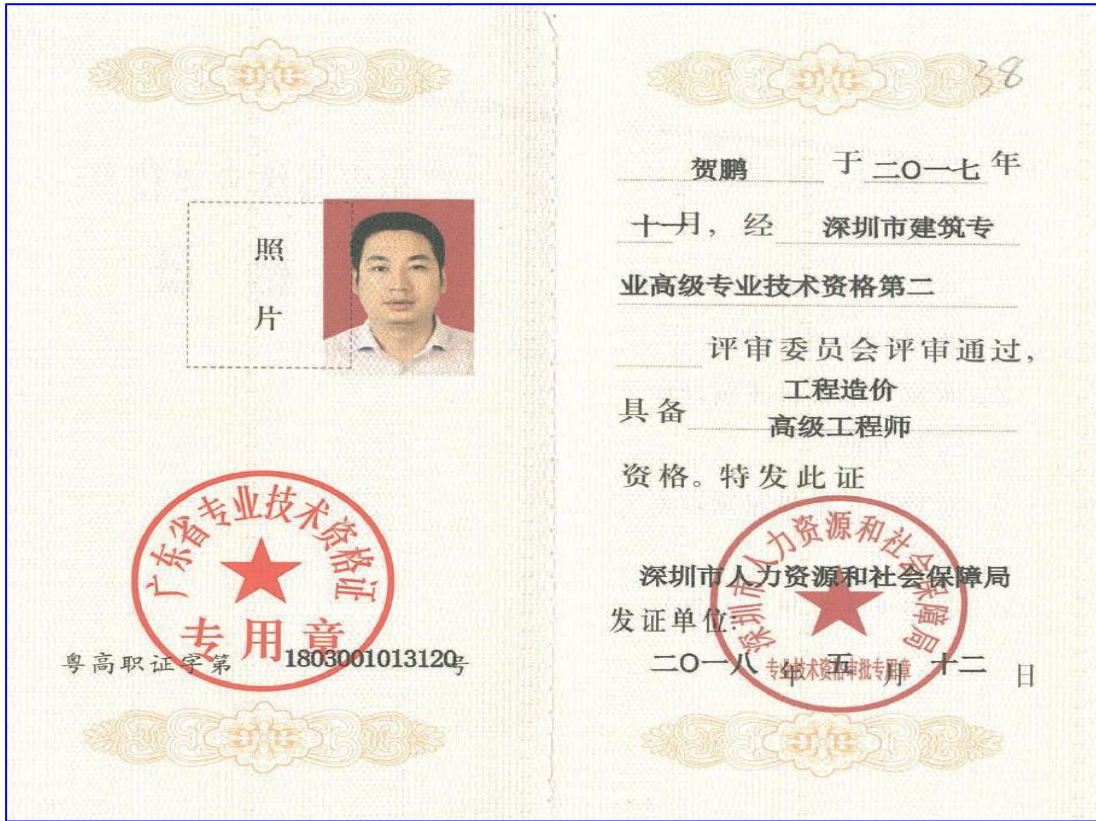 照
片
广东省专业技术资格证
专用章
粤高职证字第 1803001013120号
38
贺鹏 于 二〇一七 年
十一月, 经 深圳市建筑专
业高级专业技术资格第二
评审委员会评审通过,
具备 工程造价
高级工程师
资格。特发此证
深圳市人力资源和社会保障局
深圳市人力资源和社会保障局
发证单位:
二〇一八 年 五 月 十二 日
专业技术资格审批专用章